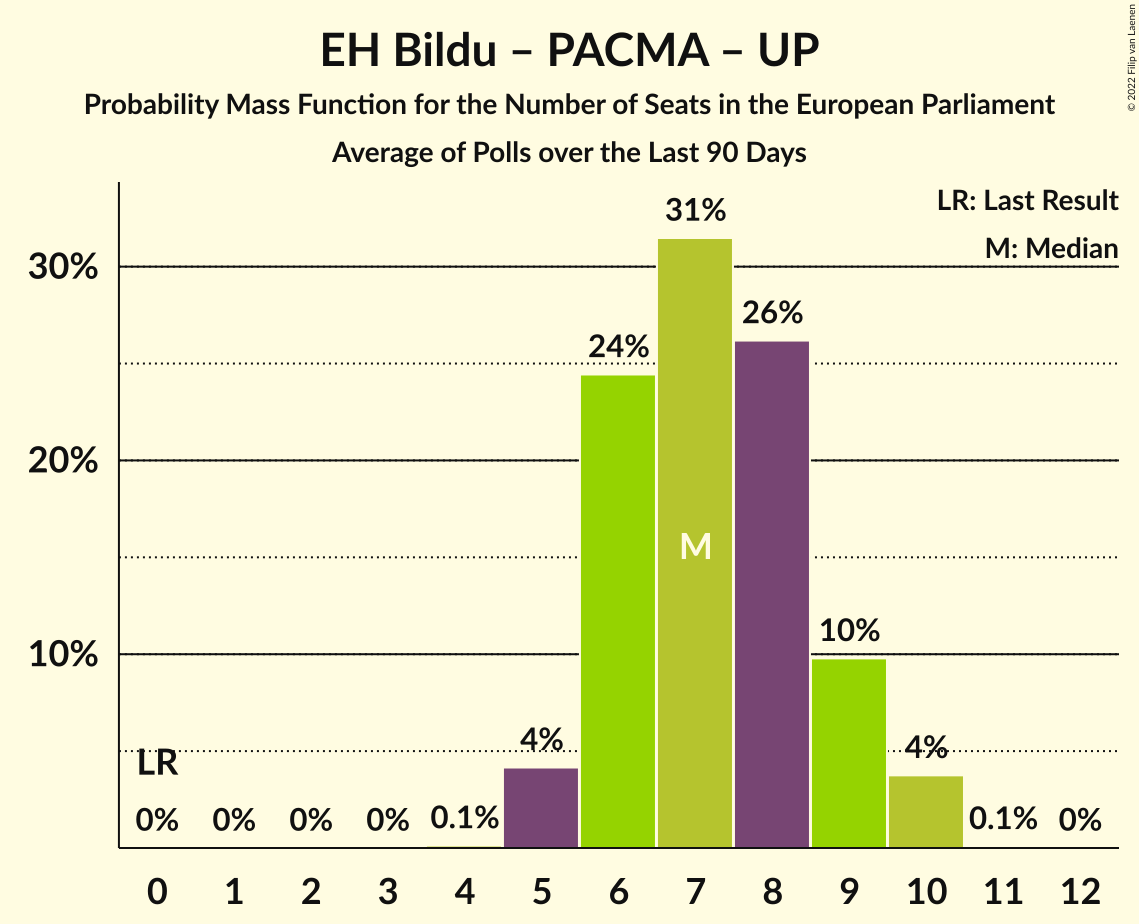 EH Bildu – PACMA – UP
Probability Mass Function for the Number of Seats in the European Parliament
Average of Polls over the Last 90 Days
© 2022 Filip van Laenen
LR: Last Result
M: Median
30%
20%
10%
LR
0%
0%
0%
0%
0.1%
4%
24%
31%
M
26%
10%
4%
0.1%
0%
0 1 2 3 4 5 6 7 8 9 10 11 12